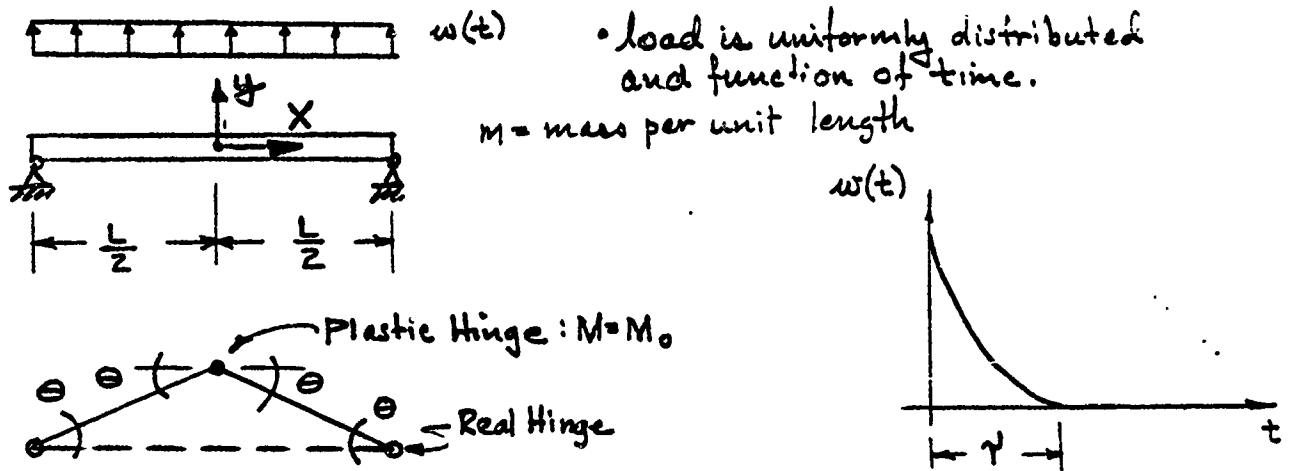 w(t)
• load is uniformly distributed
and function of time.
m = mass per unit length
y
X
L/2
L/2
w(t)
t
τ
Plastic Hinge : M=M₀
Θ Θ Θ Θ
Real Hinge